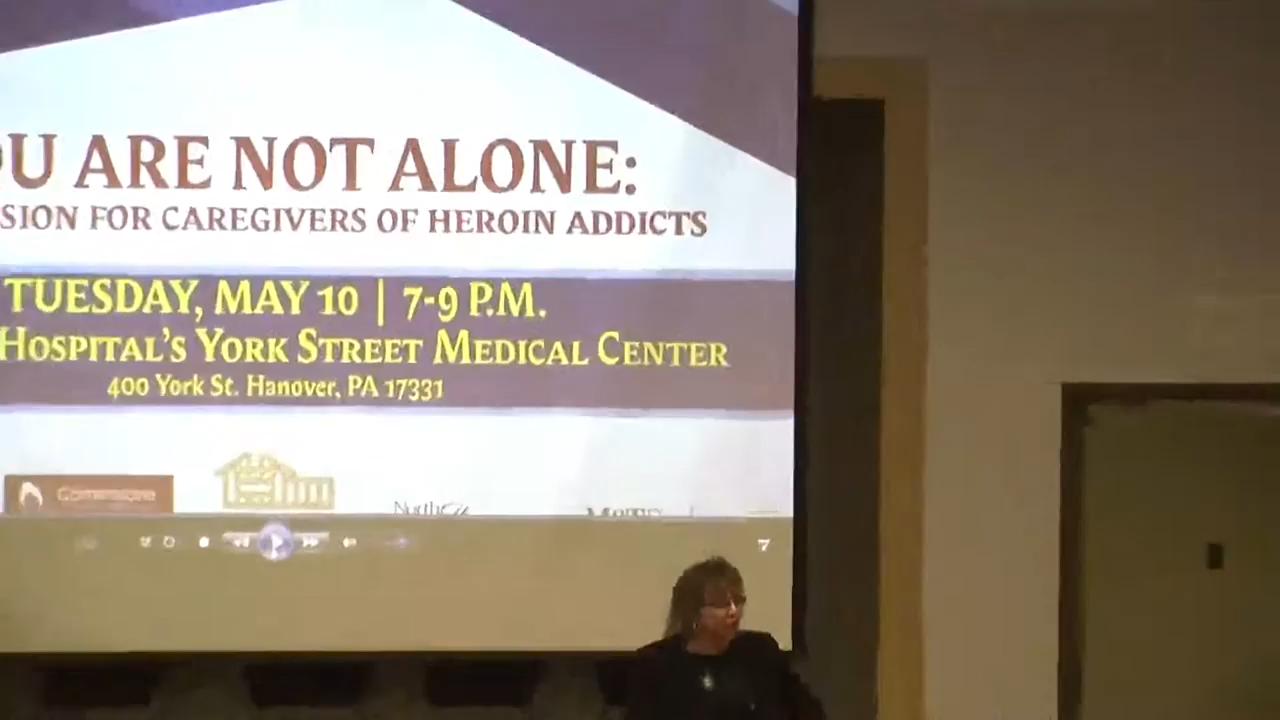 U ARE NOT ALONE:
SION FOR CAREGIVERS OF HEROIN ADDICTS
TUESDAY, MAY 10 | 7-9 P.M.
HOSPITAL'S YORK STREET MEDICAL CENTER
400 York St. Hanover, PA 17331
Cornerstone